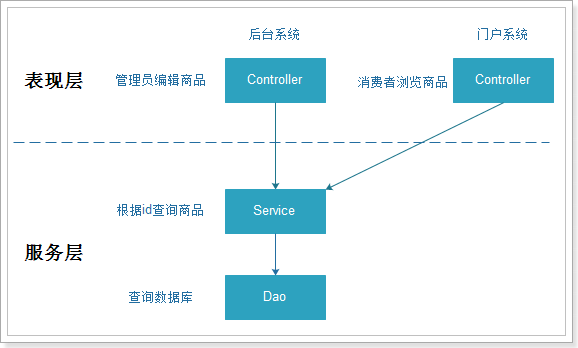 后台系统
门户系统
表现层
管理员编辑商品
Controller
消费者浏览商品
Controller
根据id查询商品
Service
服务层
查询数据库
Dao